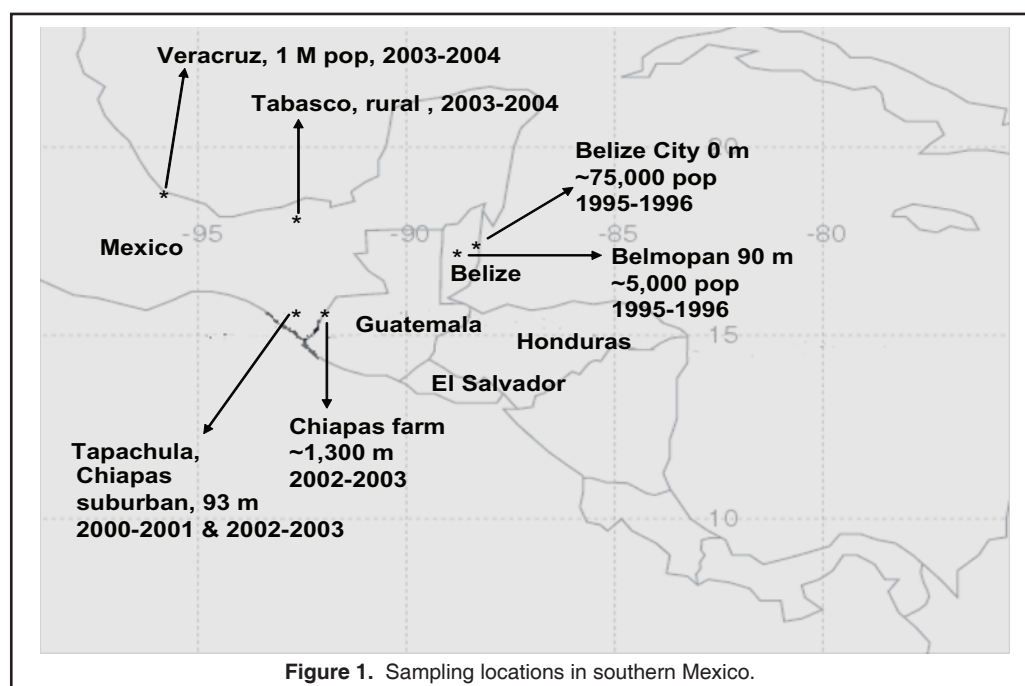 Veracruz, 1 M pop, 2003-2004
Tabasco, rural , 2003-2004
Belize City 0 m
~75,000 pop
1995-1996
20
-95
-90
-85
-80
Mexico
Belize
Belmopan 90 m
~5,000 pop
1995-1996
Guatemala
Honduras
15
El Salvador
Chiapas farm
~1,300 m
2002-2003
Tapachula,
Chiapas
suburban, 93 m
2000-2001 & 2002-2003
10
Figure 1. Sampling locations in southern Mexico.